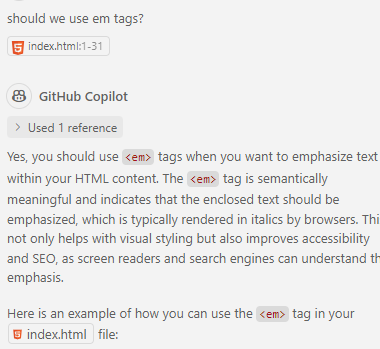 should we use em tags?
index.html:1-31
GitHub Copilot
> Used 1 reference
Yes, you should use <em> tags when you want to emphasize text
within your HTML content. The <em> tag is semantically
meaningful and indicates that the enclosed text should be
emphasized, which is typically rendered in italics by browsers. Thi
not only helps with visual styling but also improves accessibility
and SEO, as screen readers and search engines can understand th
emphasis.
Here is an example of how you can use the <em> tag in your
index.html file: